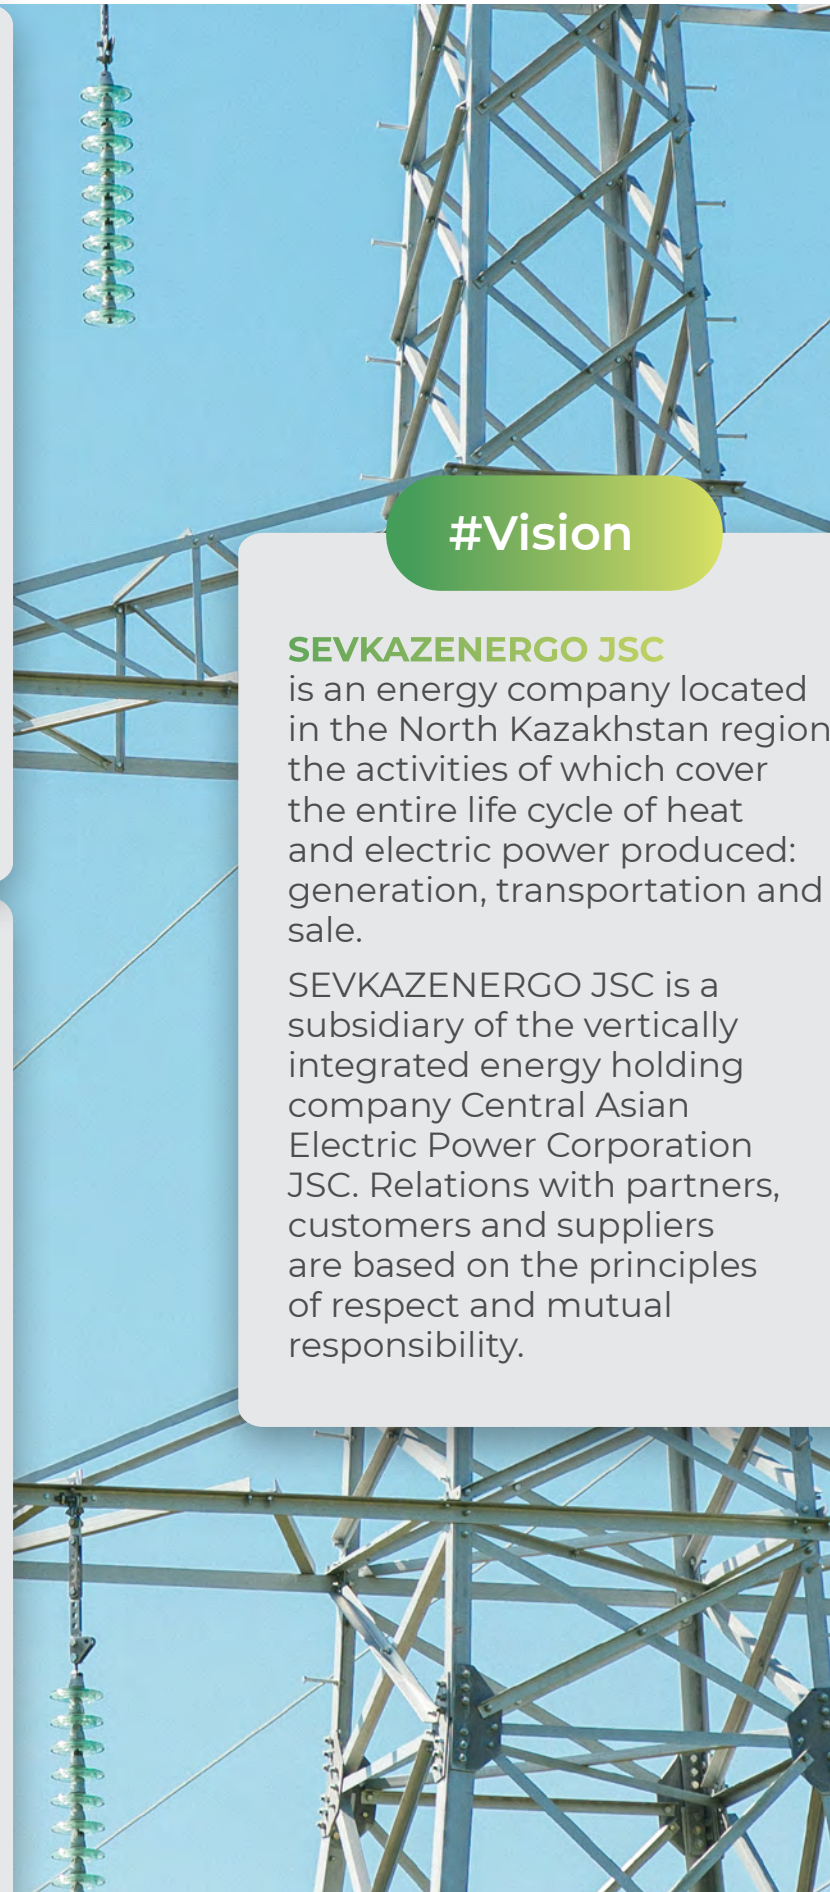 #Vision
SEVKAZENERGO JSC
is an energy company located
in the North Kazakhstan region
the activities of which cover
the entire life cycle of heat
and electric power produced:
generation, transportation and
sale.
SEVKAZENERGO JSC is a
subsidiary of the vertically
integrated energy holding
company Central Asian
Electric Power Corporation
JSC. Relations with partners,
customers and suppliers
are based on the principles
of respect and mutual
responsibility.